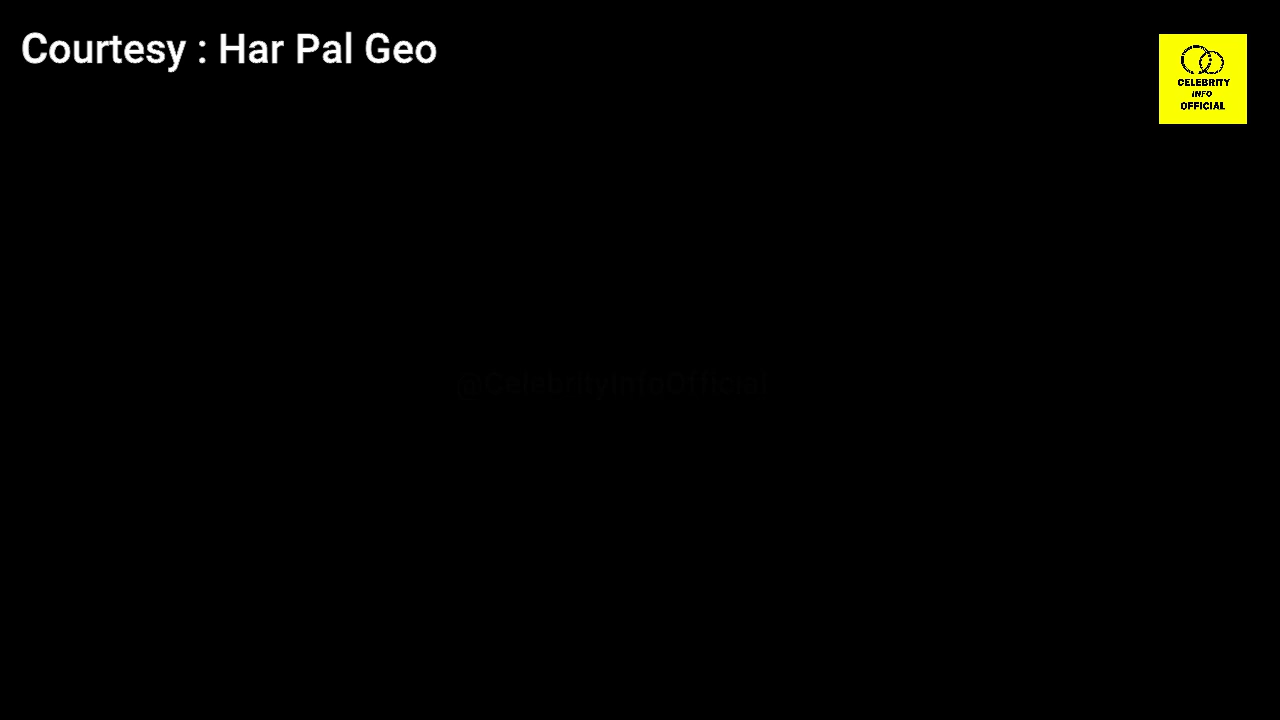 Courtesy : Har Pal Geo
CELEBRITY
INFO
OFFICIAL
@CelebrityInfoOfficial